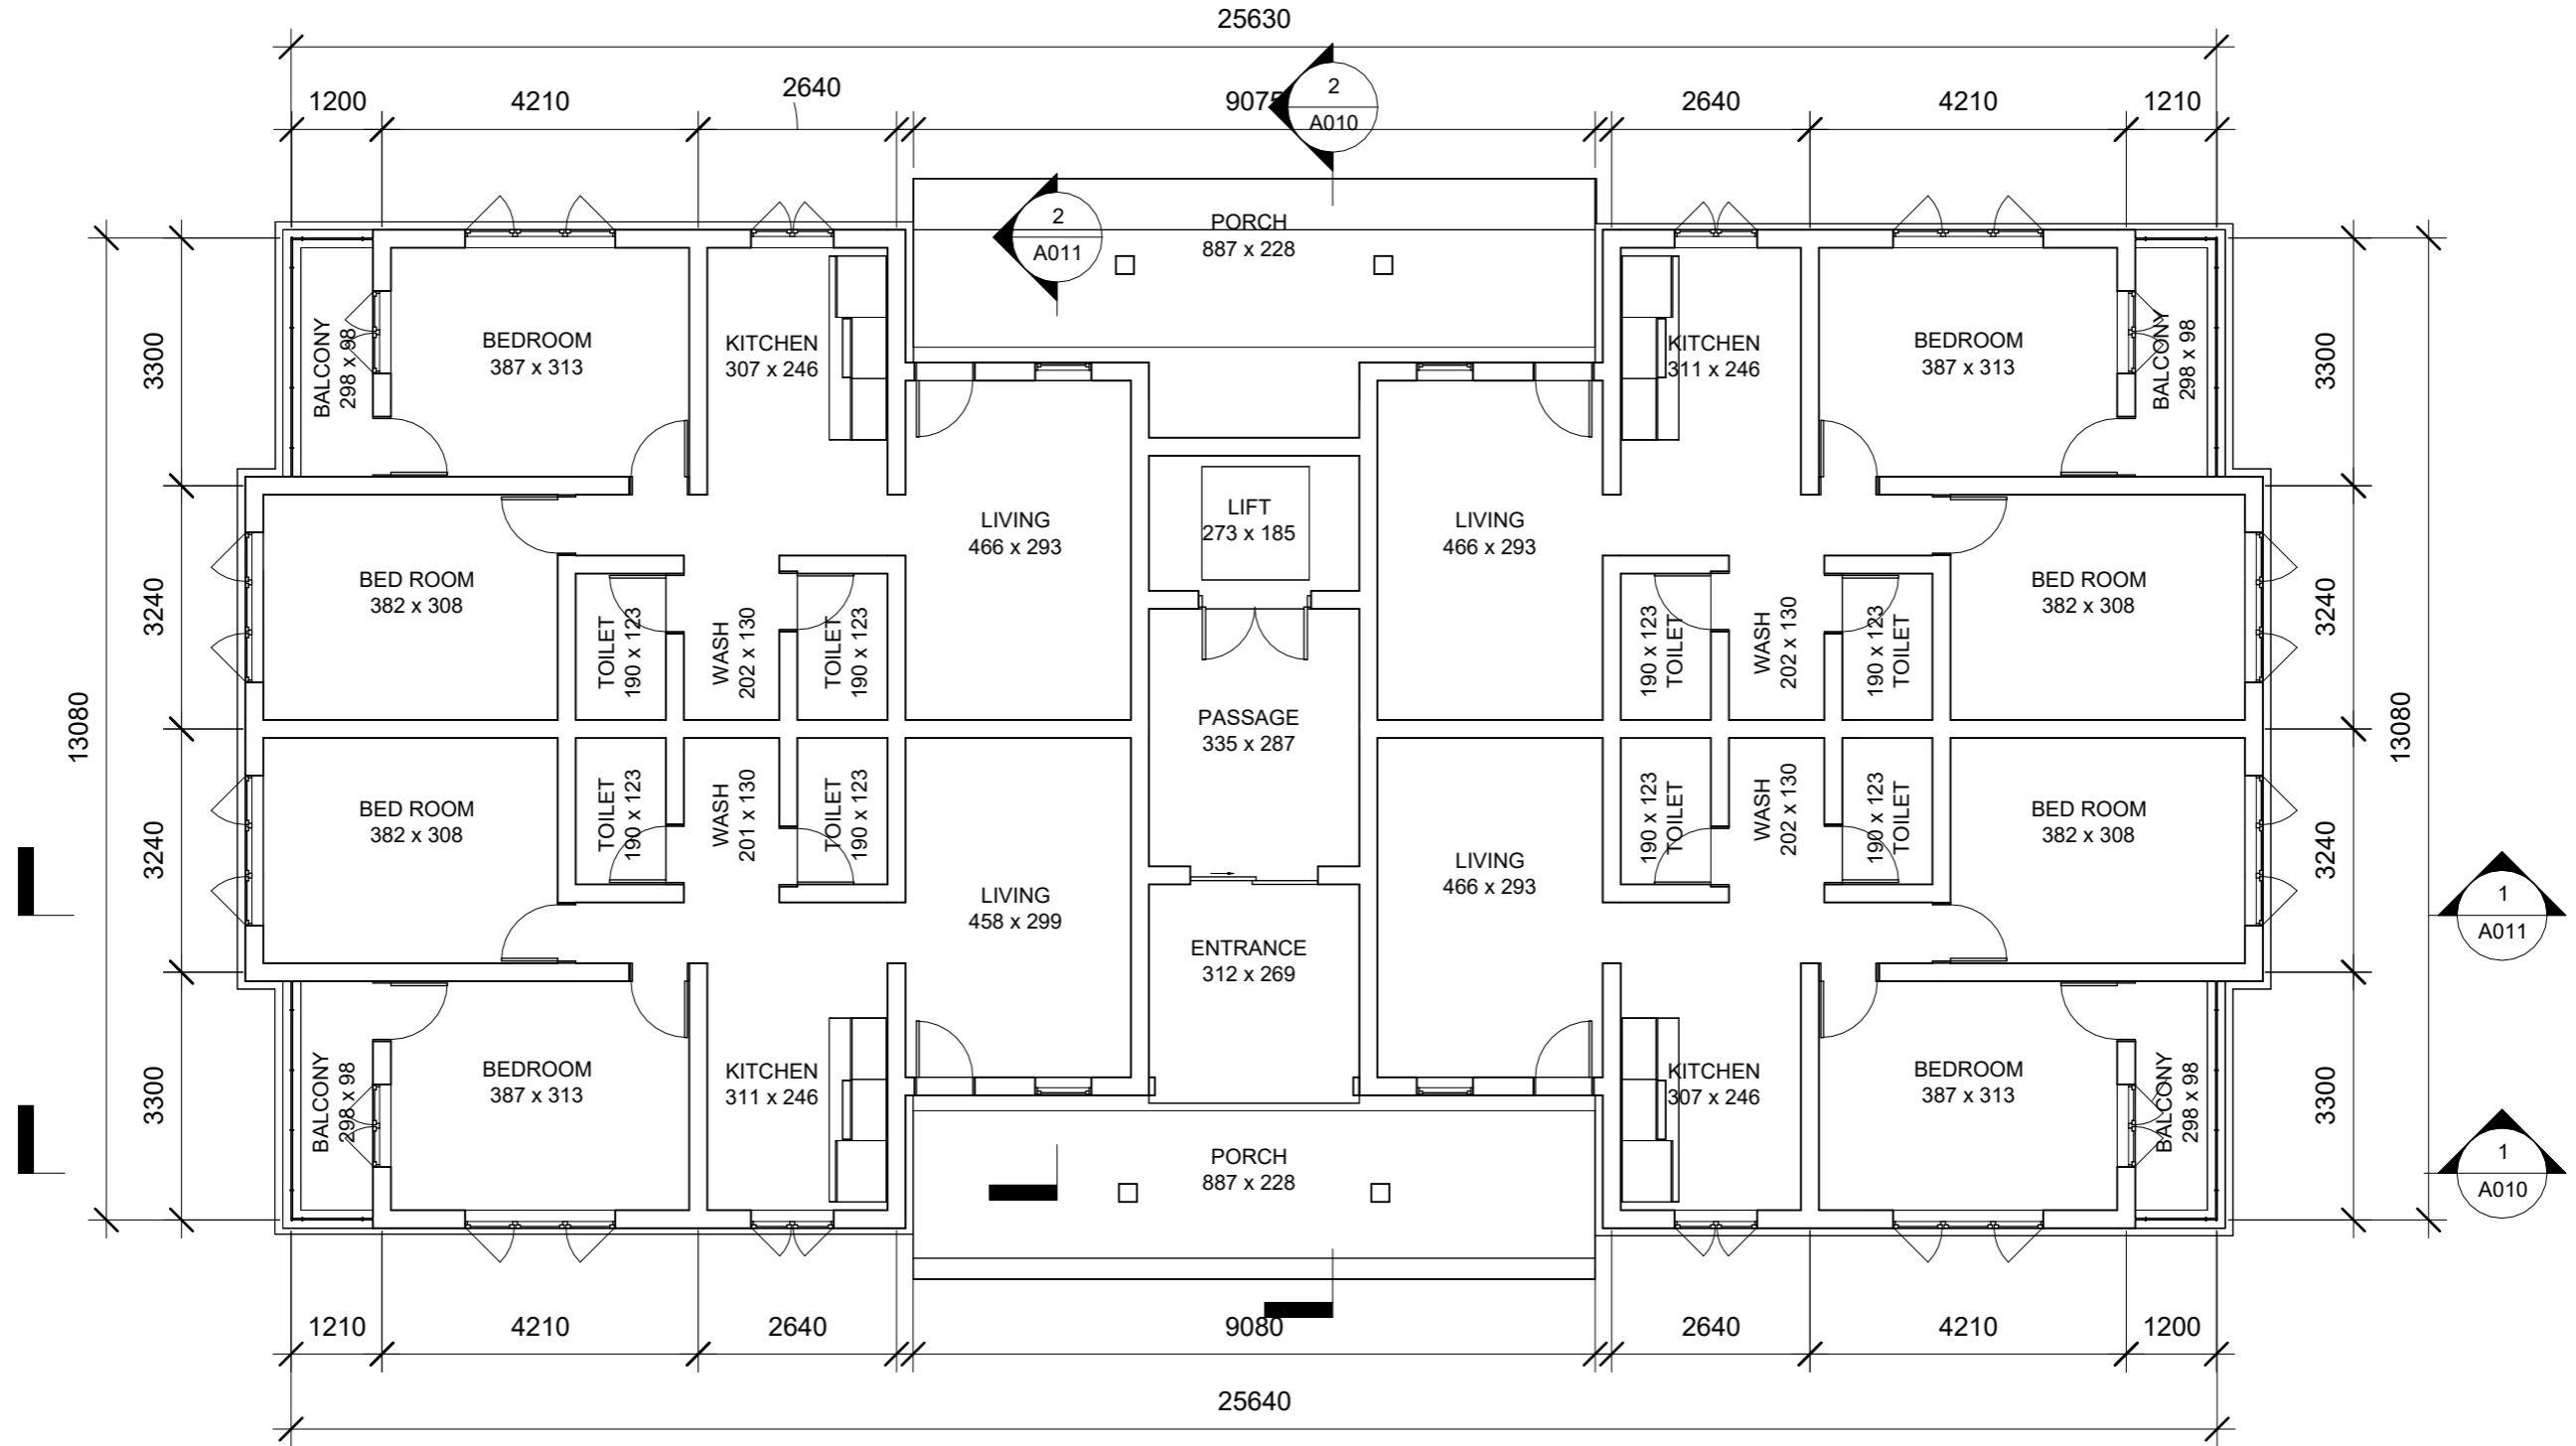 25630
1200
4210
2640
9075
2640
4210
1210
2
A010
2
A011
PORCH
887 x 228
3300
3240
3240
3300
13080
BALCONY
298 x 98
BEDROOM
387 x 313
KITCHEN
307 x 246
KITCHEN
311 x 246
BEDROOM
387 x 313
BALCONY
298 x 98
3300
3240
3240
3300
13080
LIVING
466 x 293
LIFT
273 x 185
LIVING
466 x 293
BED ROOM
382 x 308
TOILET
190 x 123
WASH
202 x 130
TOILET
190 x 123
190 x 123
TOILET
WASH
202 x 130
190 x 123
TOILET
BED ROOM
382 x 308
PASSAGE
335 x 287
BED ROOM
382 x 308
TOILET
190 x 123
WASH
201 x 130
TOILET
190 x 123
190 x 123
TOILET
WASH
202 x 130
190 x 123
TOILET
BED ROOM
382 x 308
LIVING
458 x 299
LIVING
466 x 293
ENTRANCE
312 x 269
1
A011
BALCONY
298 x 98
BEDROOM
387 x 313
KITCHEN
311 x 246
KITCHEN
307 x 246
BEDROOM
387 x 313
BALCONY
298 x 98
PORCH
887 x 228
1
A010
1210
4210
2640
9080
2640
4210
1200
25640